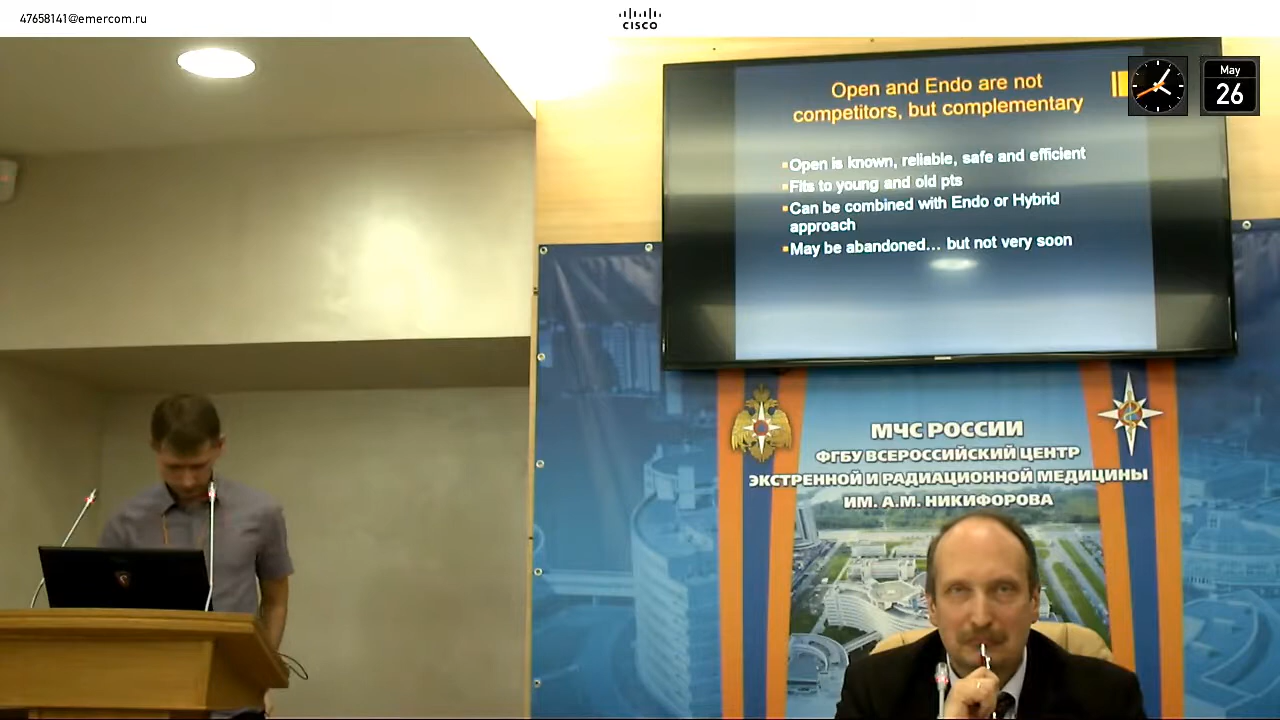 47658141@emercom.ru
CISCO
May
26
Open and Endo are not
competitors, but complementary
▪Open is known, reliable, safe and efficient
▪Fits to young and old pts
▪Can be combined with Endo or Hybrid
approach
▪May be abandoned... but not very soon
МЧС РОССИИ
ФГБУ ВСЕРОССИЙСКИЙ ЦЕНТР
ЭКСТРЕННОЙ И РАДИАЦИОННОЙ МЕДИЦИНЫ
ИМ. А.М. НИКИФОРОВА